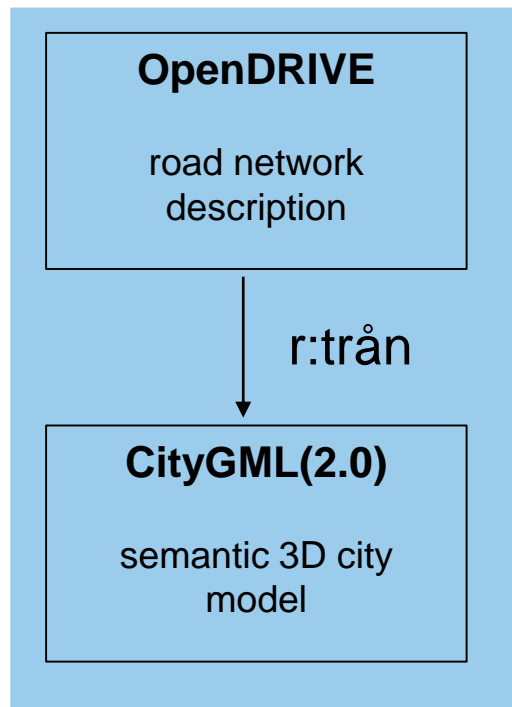 OpenDRIVE
road network
description
r:trån
CityGML(2.0)
semantic 3D city
model